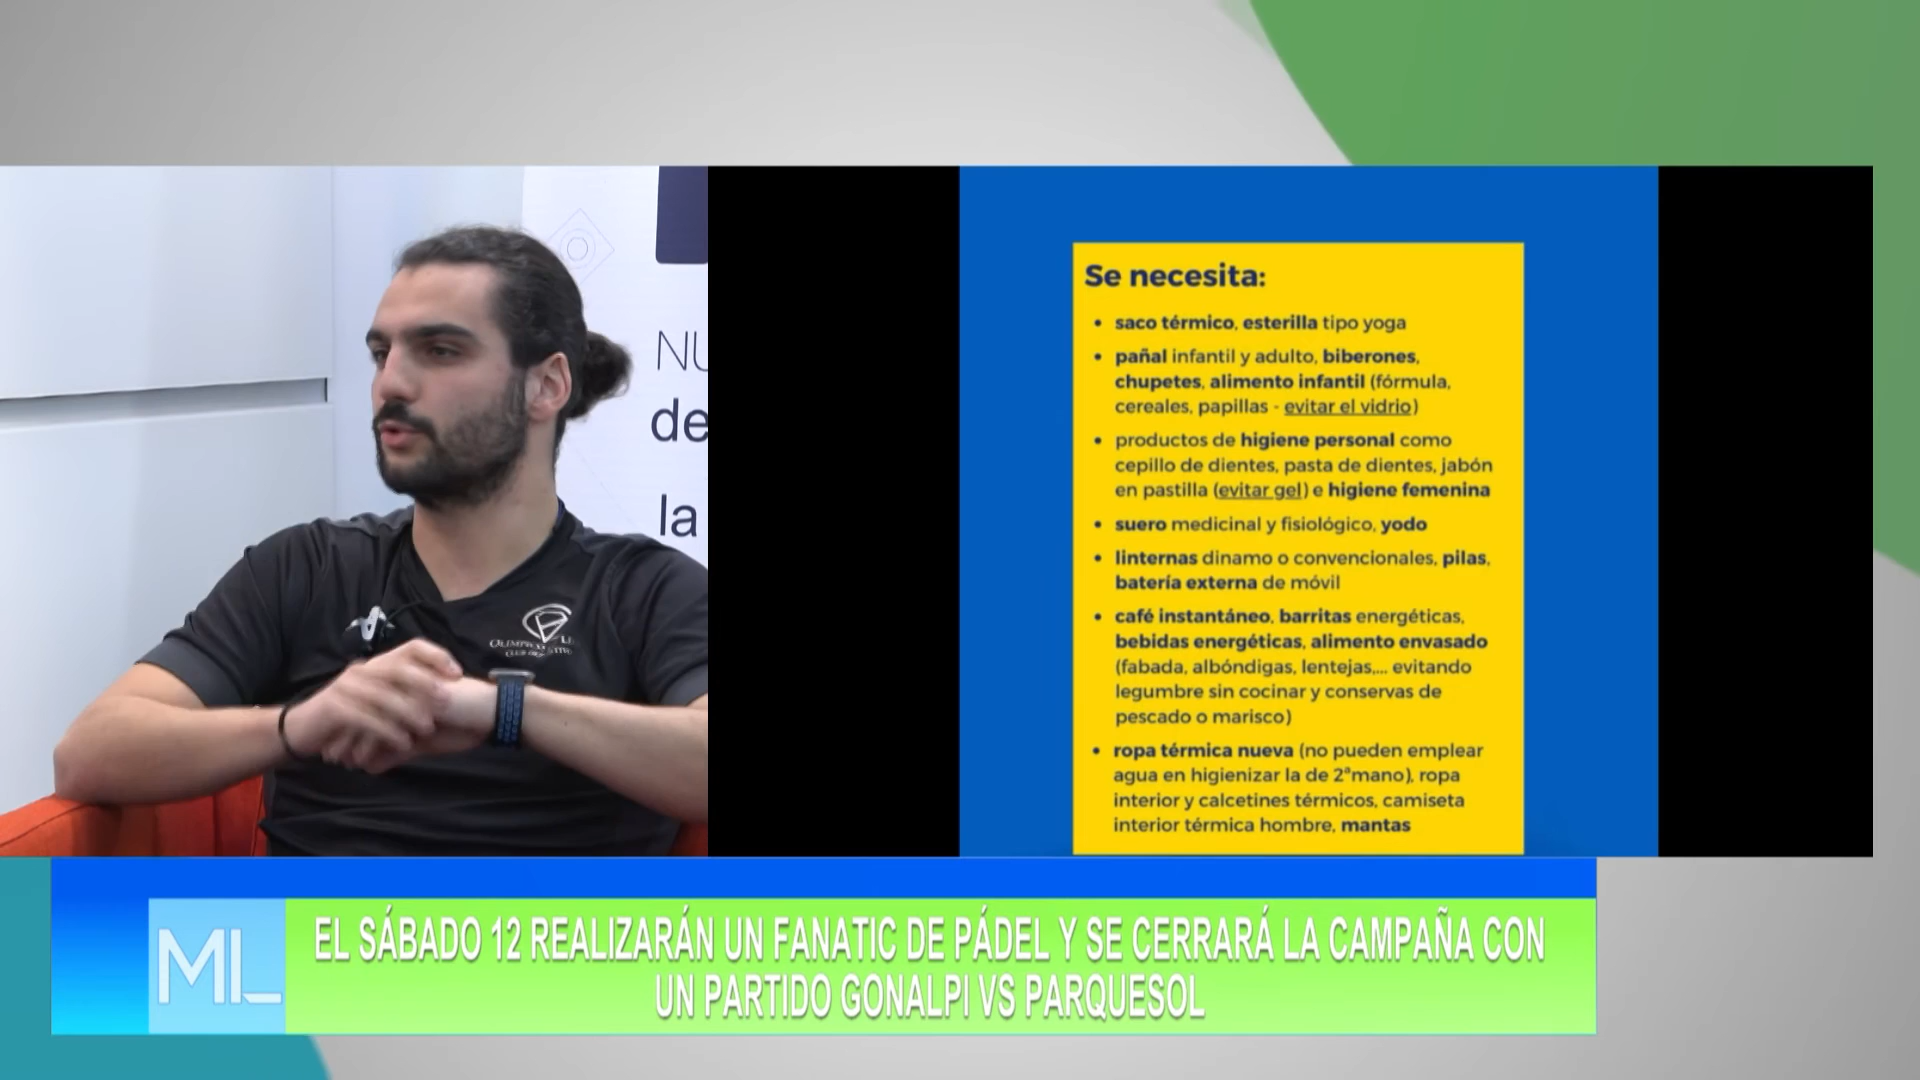 NU
de
la
Se necesita:
• saco térmico, esterilla tipo yoga
• pañal infantil y adulto, biberones,
chupetes, alimento infantil (fórmula,
cereales, papillas - evitar el vidrio)
• productos de higiene personal como
cepillo de dientes, pasta de dientes, jabón
en pastilla (evitar gel) e higiene femenina
• suero medicinal y fisiológico, yodo
• linternas dinamo o convencionales, pilas,
batería externa de móvil
• café instantáneo, barritas energéticas,
bebidas energéticas, alimento envasado
(fabada, albóndigas, lentejas,... evitando
legumbre sin cocinar y conservas de
pescado o marisco)
• ropa térmica nueva (no pueden emplear
agua en higienizar la de 2ªmano), ropa
interior y calcetines térmicos, camiseta
interior térmica hombre, mantas
ML
EL SÁBADO 12 REALIZARÁN UN FANATIC DE PÁDEL Y SE CERRARÁ LA CAMPAÑA CON
UN PARTIDO GONALPI VS PARQUESOL